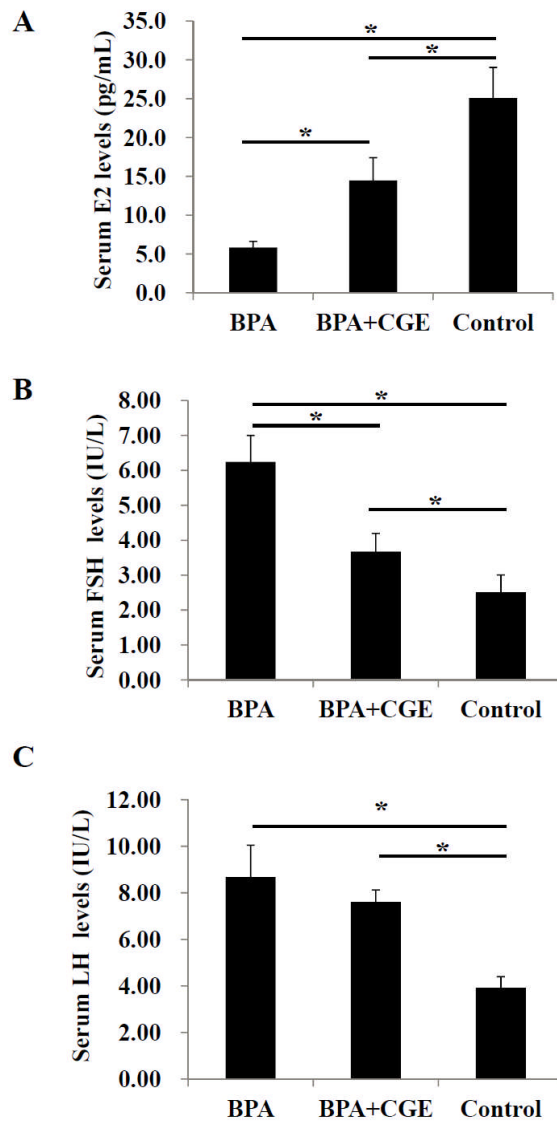 A
Serum E2 levels (pg/mL)
35.0
30.0
25.0
20.0
15.0
10.0
5.0
0.0
*
*
*
BPA
BPA+CGE
Control
B
Serum FSH levels (IU/L)
8.00
7.00
6.00
5.00
4.00
3.00
2.00
1.00
0.00
*
*
*
BPA
BPA+CGE
Control
C
Serum LH levels (IU/L)
12.00
10.00
8.00
6.00
4.00
2.00
0.00
*
*
BPA
BPA+CGE
Control